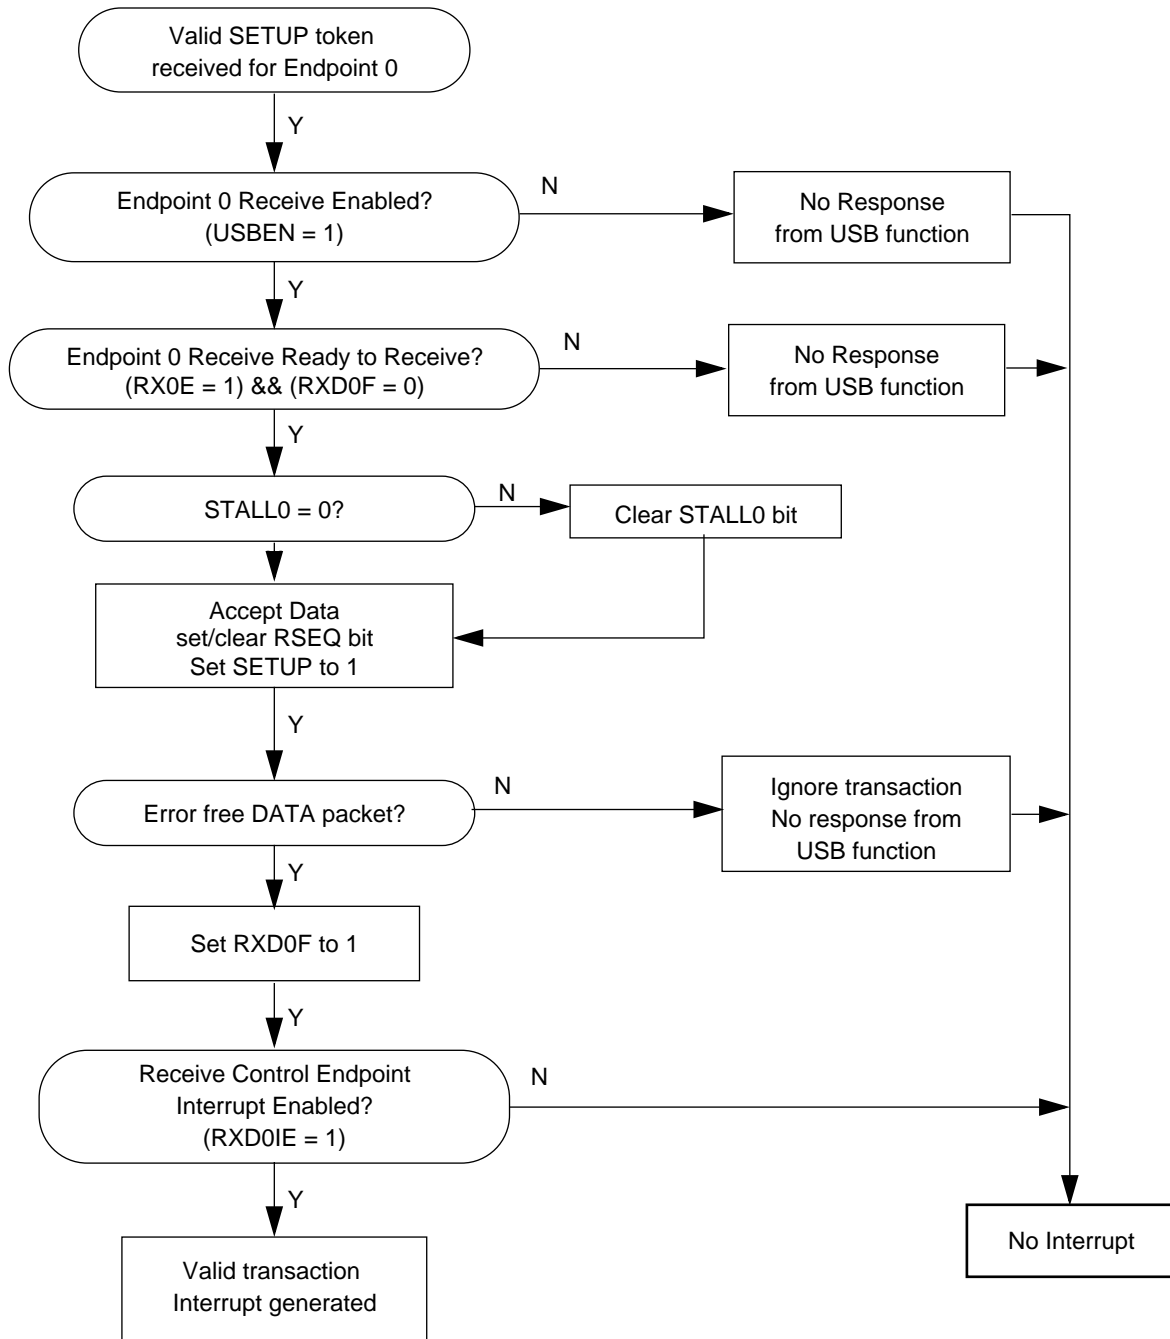 Valid SETUP token
received for Endpoint 0
Y
Endpoint 0 Receive Enabled?
(USBEN = 1)
N
No Response
from USB function
Y
Endpoint 0 Receive Ready to Receive?
(RX0E = 1) && (RXD0F = 0)
N
No Response
from USB function
Y
STALL0 = 0?
N
Clear STALL0 bit
Accept Data
set/clear RSEQ bit
Set SETUP to 1
Y
Error free DATA packet?
N
Ignore transaction
No response from
USB function
Y
Set RXD0F to 1
Y
Receive Control Endpoint
Interrupt Enabled?
(RXD0IE = 1)
N
Y
Valid transaction
Interrupt generated
No Interrupt